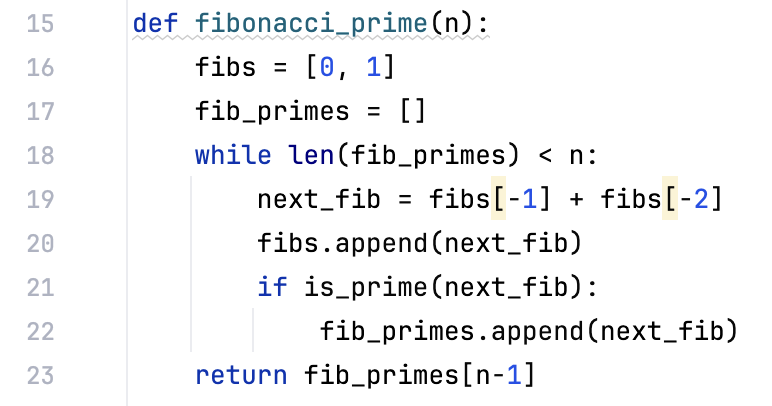 15 def fibonacci_prime(n):
16     fibs = [0, 1]
17     fib_primes = []
18     while len(fib_primes) < n:
19         next_fib = fibs[-1] + fibs[-2]
20         fibs.append(next_fib)
21         if is_prime(next_fib):
22             fib_primes.append(next_fib)
23     return fib_primes[n-1]